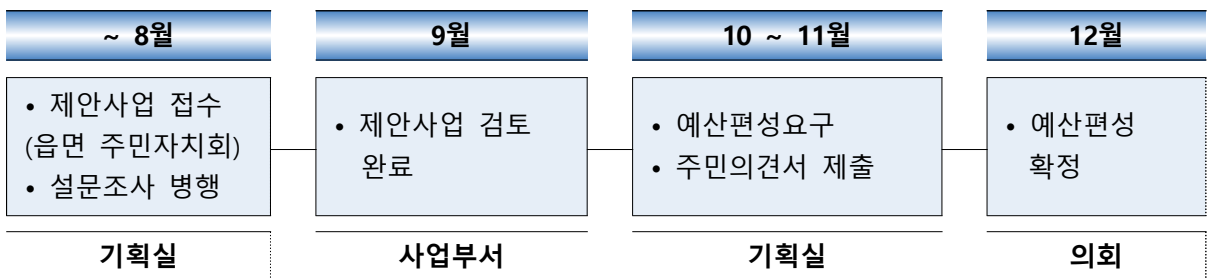 ~ 8월
9월
10 ~ 11월
12월
• 제안사업 접수
(읍면 주민자치회)
• 설문조사 병행
• 제안사업 검토
완료
• 예산편성요구
• 주민의견서 제출
• 예산편성
확정
기획실
사업부서
기획실
의회